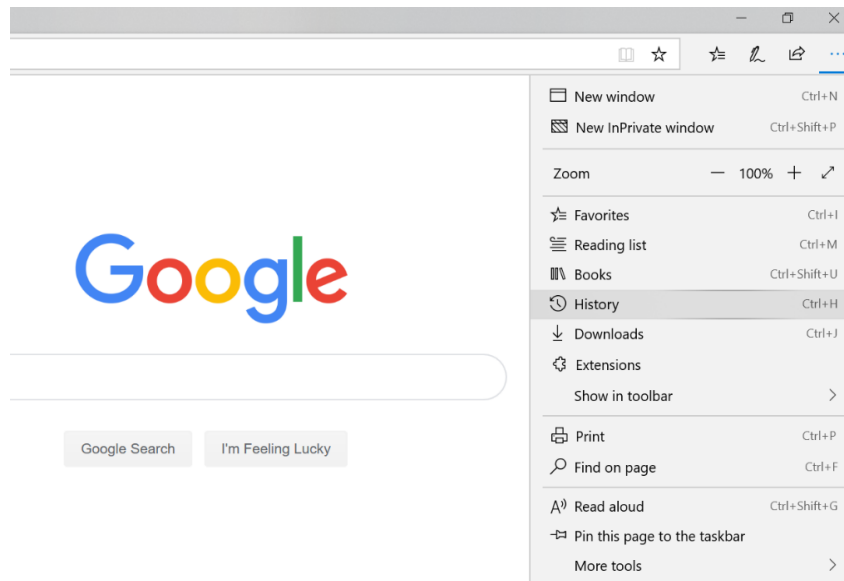 New window Ctrl+N
New InPrivate window Ctrl+Shift+P
Zoom — 100% +
Favorites Ctrl+I
Reading list Ctrl+M
Books Ctrl+Shift+U
History Ctrl+H
Downloads Ctrl+J
Extensions
Show in toolbar
Print Ctrl+P
Find on page Ctrl+F
Read aloud Ctrl+Shift+G
Pin this page to the taskbar
More tools
Google
Google Search I'm Feeling Lucky